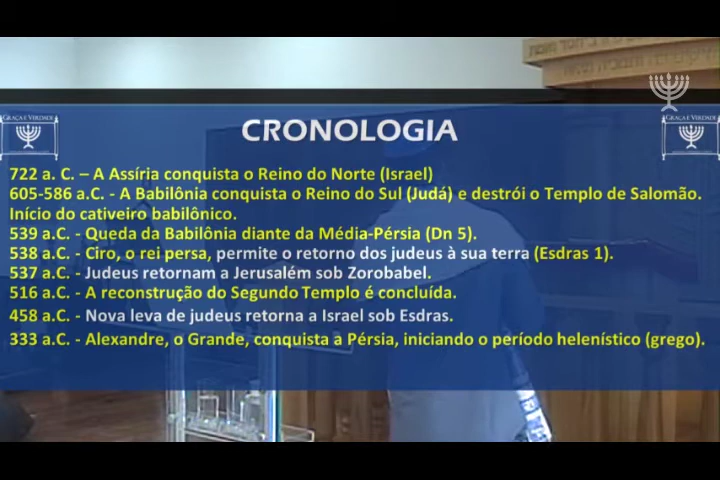 GRAÇA E VERDADE
GRAÇA E VERDADE
CRONOLOGIA
722 a. C. – A Assíria conquista o Reino do Norte (Israel)
605-586 a.C. - A Babilônia conquista o Reino do Sul (Judá) e destrói o Templo de Salomão.
Início do cativeiro babilônico.
539 a.C. - Queda da Babilônia diante da Média-Pérsia (Dn 5).
538 a.C. - Ciro, o rei persa, permite o retorno dos judeus à sua terra (Esdras 1).
537 a.C. - Judeus retornam a Jerusalém sob Zorobabel.
516 a.C. - A reconstrução do Segundo Templo é concluída.
458 a.C. - Nova leva de judeus retorna a Israel sob Esdras.
333 a.C. - Alexandre, o Grande, conquista a Pérsia, iniciando o período helenístico (grego).